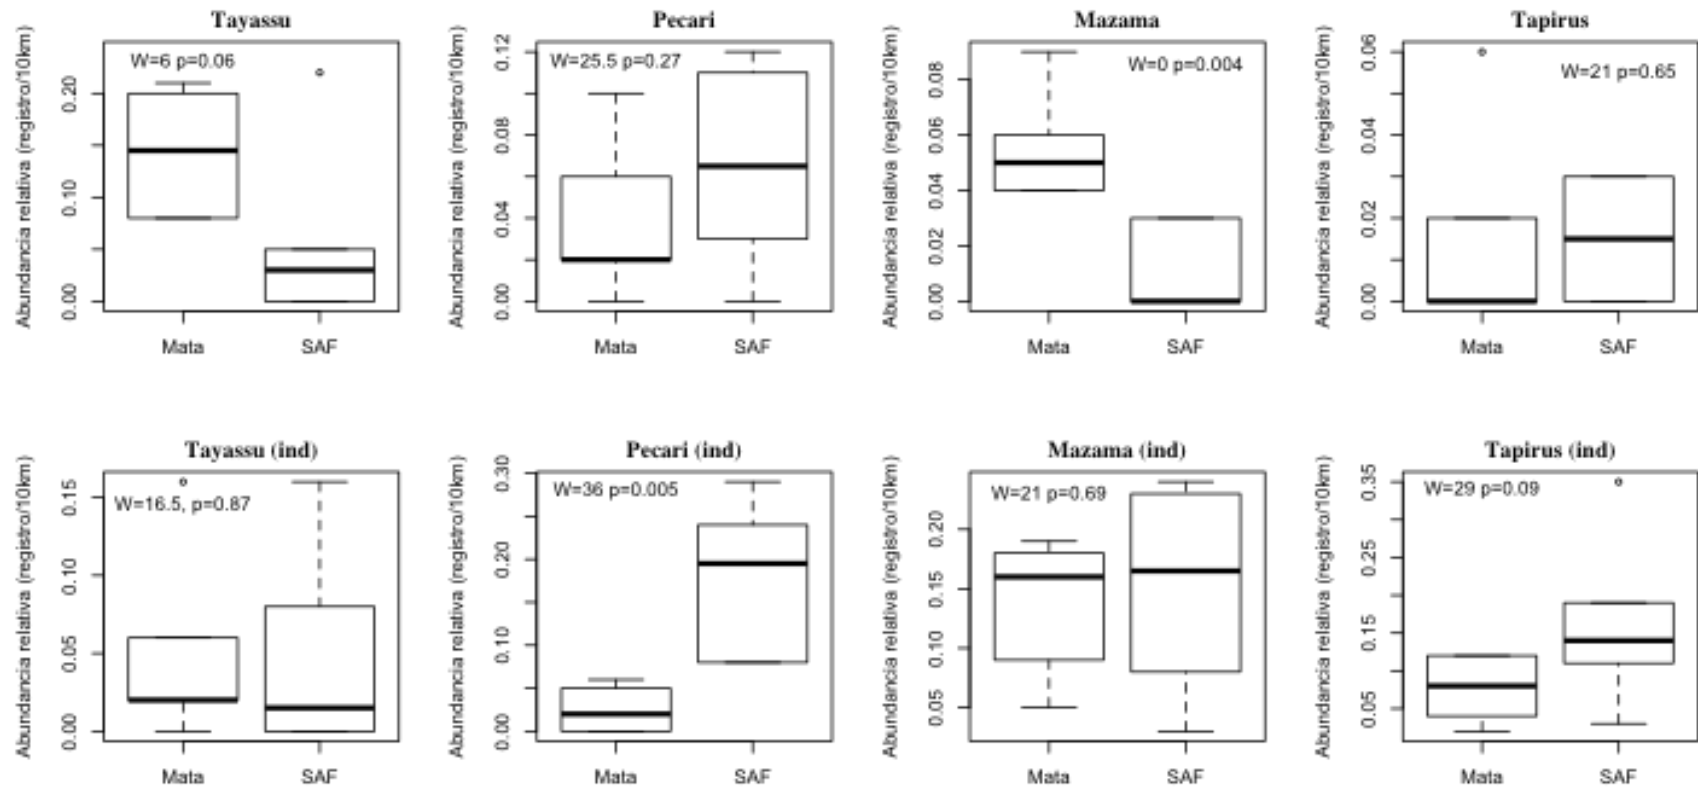 Tayassu
Abundancia relativa (registro/10km)
0.00
0.10
0.20
W=6 p=0.06
Mata
SAF
Pecari
Abundancia relativa (registro/10km)
0.00
0.04
0.08
0.12
W=25.5 p=0.27
Mata
SAF
Mazama
Abundancia relativa (registro/10km)
0.00
0.02
0.04
0.06
0.08
W=0 p=0.004
Mata
SAF
Tapirus
Abundancia relativa (registro/10km)
0.00
0.02
0.04
0.06
W=21 p=0.65
Mata
SAF
Tayassu (ind)
Abundancia relativa (registro/10km)
0.00
0.05
0.10
0.15
W=16.5, p=0.87
Mata
SAF
Pecari (ind)
Abundancia relativa (registro/10km)
0.00
0.10
0.20
0.30
W=36 p=0.005
Mata
SAF
Mazama (ind)
Abundancia relativa (registro/10km)
0.05
0.10
0.15
0.20
W=21 p=0.69
Mata
SAF
Tapirus (ind)
Abundancia relativa (registro/10km)
0.05
0.15
0.25
0.35
W=29 p=0.09
Mata
SAF